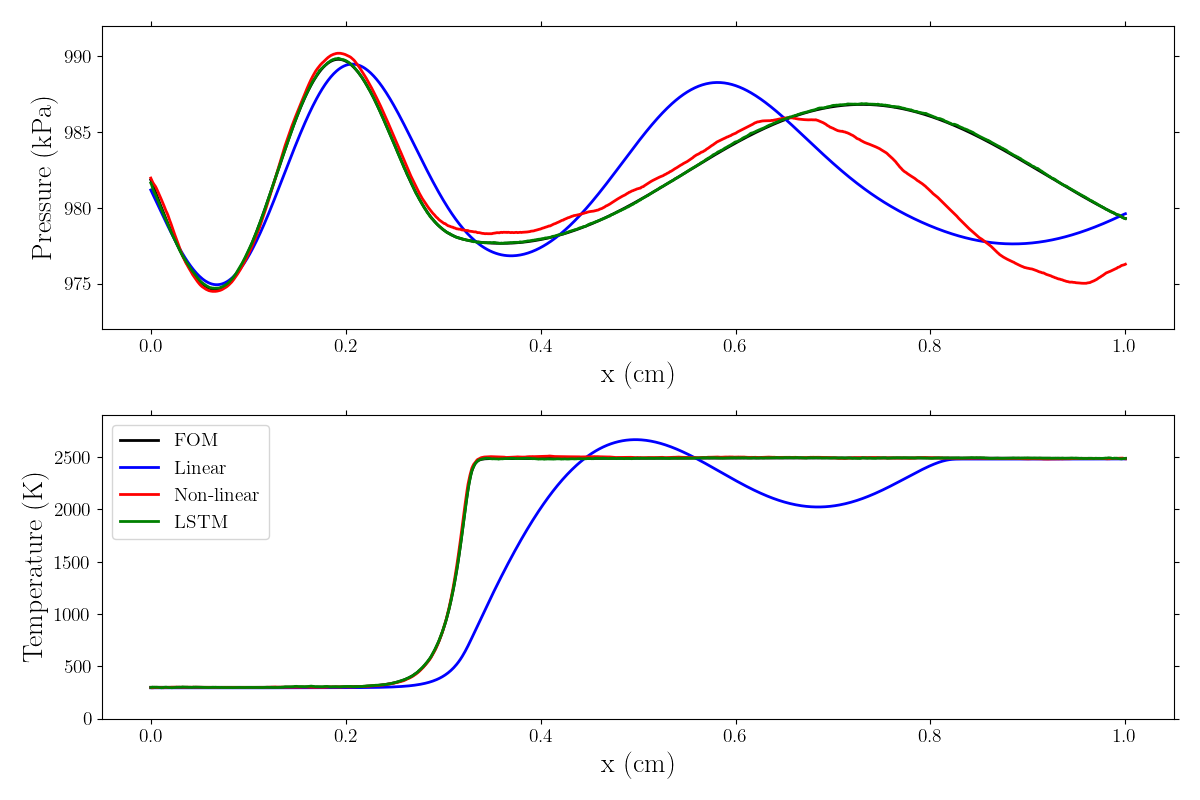 990
985
980
975
Pressure (kPa)
0.0 0.2 0.4 0.6 0.8 1.0
x (cm)
2500
2000
1500
1000
500
0
Temperature (K)
FOM
Linear
Non-linear
LSTM
0.0 0.2 0.4 0.6 0.8 1.0
x (cm)